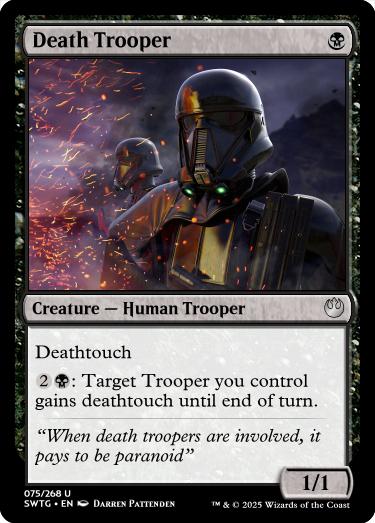 Death Trooper
Creature — Human Trooper
Deathtouch
2 : Target Trooper you control
gains deathtouch until end of turn.
“When death troopers are involved, it
pays to be paranoid”
1/1
075/268 U
SWTG • EN Darren Pattenden
™ & © 2025 Wizards of the Coast